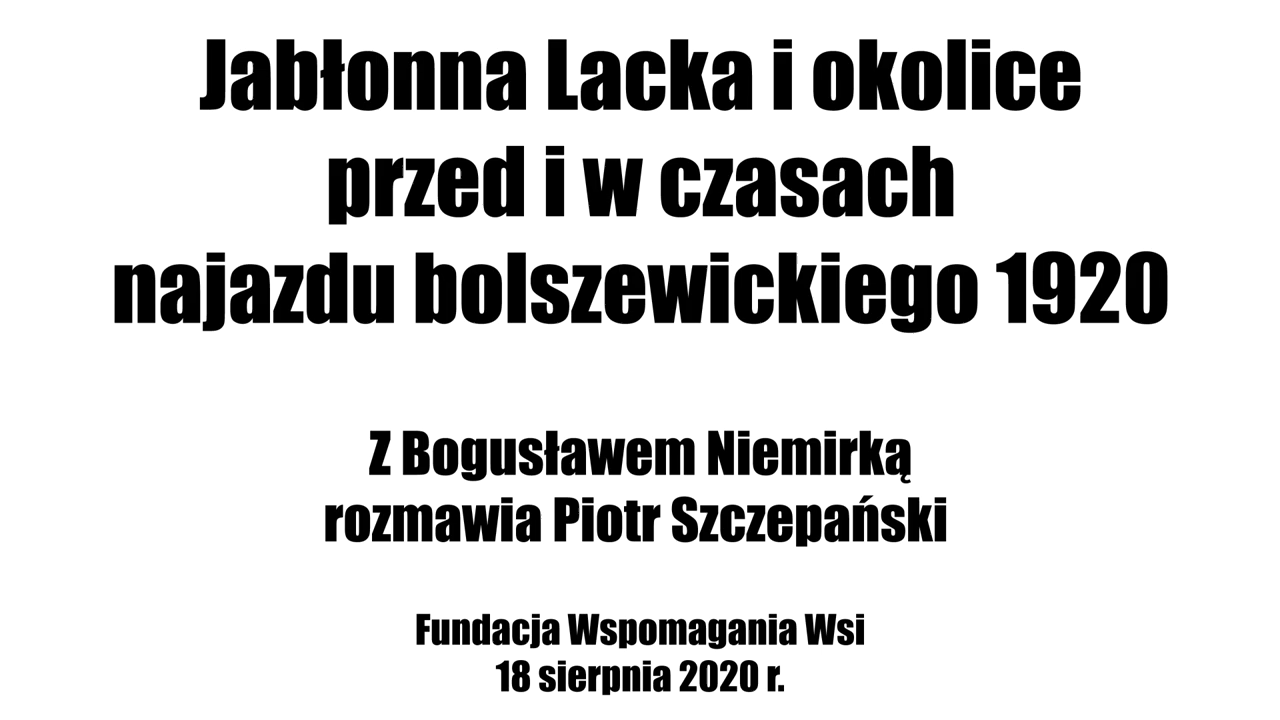 Jabłonna Lacka i okolice
przed i w czasach
najazdu bolszewickiego 1920
Z Bogusławem Niemirką
rozmawia Piotr Szczepański
Fundacja Wspomagania Wsi
18 sierpnia 2020 r.